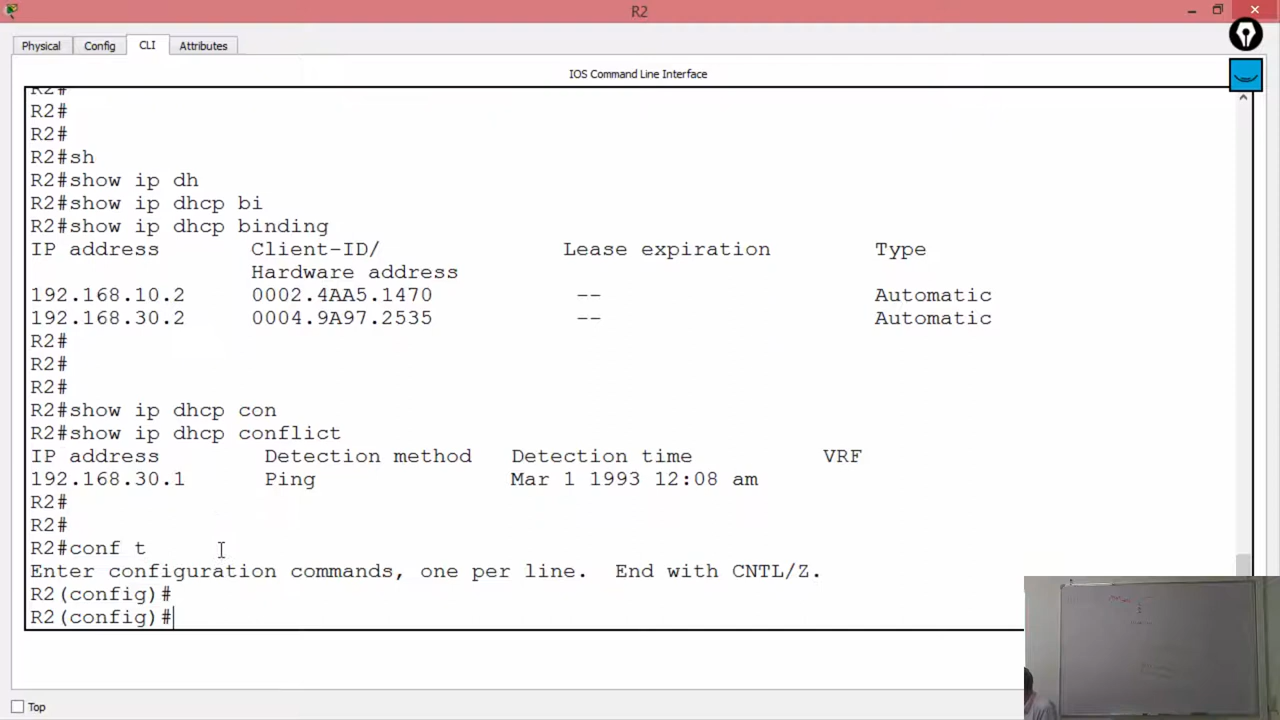 R2
Physical Config CLI Attributes
IOS Command Line Interface
R2#
R2#
R2#
R2#sh
R2#show ip dh
R2#show ip dhcp bi
R2#show ip dhcp binding
IP address Client-ID/ Lease expiration Type
Hardware address
192.168.10.2 0002.4AA5.1470 -- Automatic
192.168.30.2 0004.9A97.2535 -- Automatic
R2#
R2#
R2#
R2#show ip dhcp con
R2#show ip dhcp conflict
IP address Detection method Detection time VRF
192.168.30.1 Ping Mar 1 1993 12:08 am
R2#
R2#
R2#conf t
Enter configuration commands, one per line. End with CNTL/Z.
R2(config)#
R2(config)#
Top